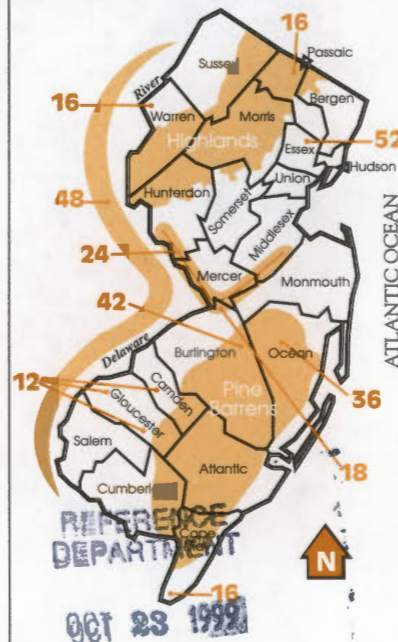 16
Passaic
Sussex
River
Bergen
16
Warren
Morris
Highlands
52
Essex
Hudson
Union
Hunterdon
48
Somerset
Middlesex
24
Mercer
Monmouth
ATLANTIC OCEAN
42
Delaware
Burlington
Ocean
12
Camden
Pine
Barrens
36
Gloucester
18
Salem
Atlantic
Cumberl
REFERENCE
DEPARTMENT
Cape
N
16
OCT 23 1999